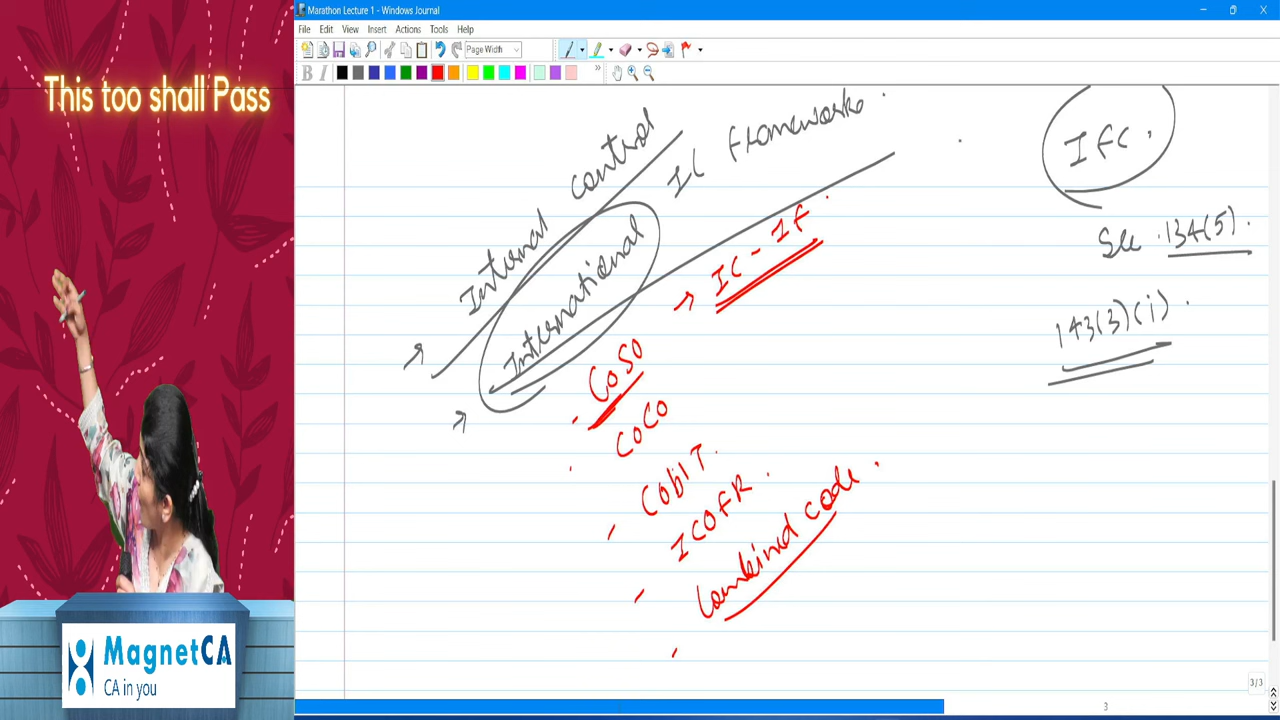 This too shall Pass
Marathon Lecture 1 - Windows Journal
File Edit View Insert Actions Tools Help
Page Width
B I
Internal control
International IC frameworks.
→ IC - IF.
- COSO
CoCo
- CobIT.
- ICOFR.
- Combined code.
IFC.
Sec. 134(5).
143(3)(i).
MagnetCA
CA in you
3/3
3